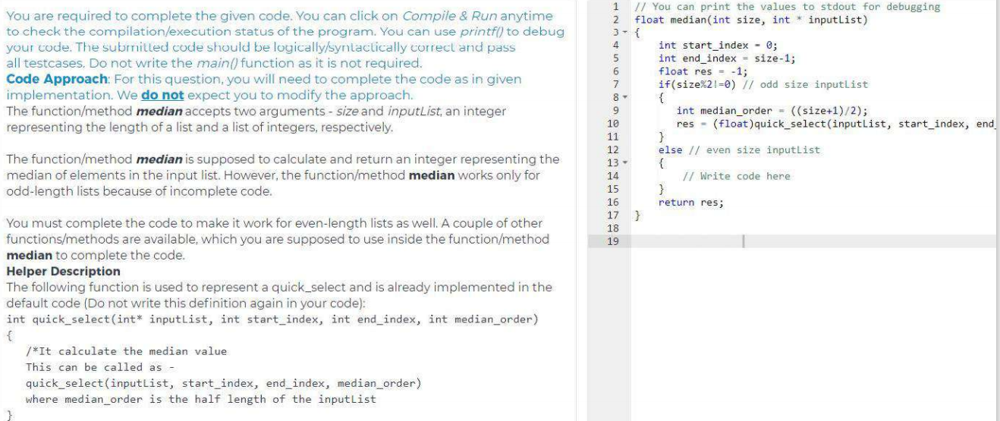 You are required to complete the given code. You can click on Compile & Run anytime
to check the compilation/execution status of the program. You can use printf() to debug
your code. The submitted code should be logically/syntactically correct and pass
all testcases. Do not write the main() function as it is not required.
Code Approach: For this question, you will need to complete the code as in given
implementation. We do not expect you to modify the approach.
The function/method median accepts two arguments - size and inputList, an integer
representing the length of a list and a list of integers, respectively.
The function/method median is supposed to calculate and return an integer representing the
median of elements in the input list. However, the function/method median works only for
odd-length lists because of incomplete code.
You must complete the code to make it work for even-length lists as well. A couple of other
functions/methods are available, which you are supposed to use inside the function/method
median to complete the code.
Helper Description
The following function is used to represent a quick_select and is already implemented in the
default code (Do not write this definition again in your code):
int quick_select(int* inputList, int start_index, int end_index, int median_order)
{
/*It calculate the median value
This can be called as -
quick_select(inputList, start_index, end_index, median_order)
where median_order is the half length of the inputList
}
1 // You can print the values to stdout for debugging
2 float median(int size, int * inputList)
3 {
4 int start_index = 0;
5 int end_index = size-1;
6 float res = -1;
7 if(size%2!=0) // odd size inputList
8 {
9 int median_order = ((size+1)/2);
10 res = (float)quick_select(inputList, start_index, end_
11 }
12 else // even size inputList
13 {
14 // Write code here
15 }
16 return res;
17 }
18
19